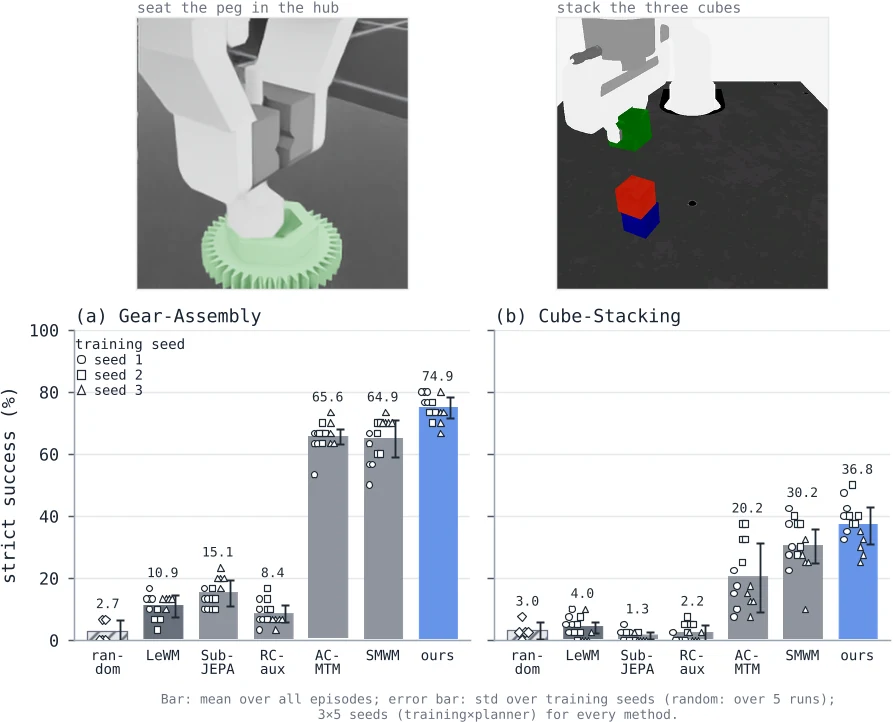 seat the peg in the hub
stack the three cubes
(a) Gear-Assembly
(b) Cube-Stacking
strict success (%)
100
80
60
40
20
0
training seed
seed 1
seed 2
seed 3
2.7
10.9
15.1
8.4
65.6
64.9
74.9
3.0
4.0
1.3
2.2
20.2
30.2
36.8
ran-
dom
LeWM
Sub-
JEPA
RC-
aux
AC-
MTM
SMWM
ours
ran-
dom
LeWM
Sub-
JEPA
RC-
aux
AC-
MTM
SMWM
ours
Bar: mean over all episodes; error bar: std over training seeds (random: over 5 runs);
3×5 seeds (training×planner) for every method.